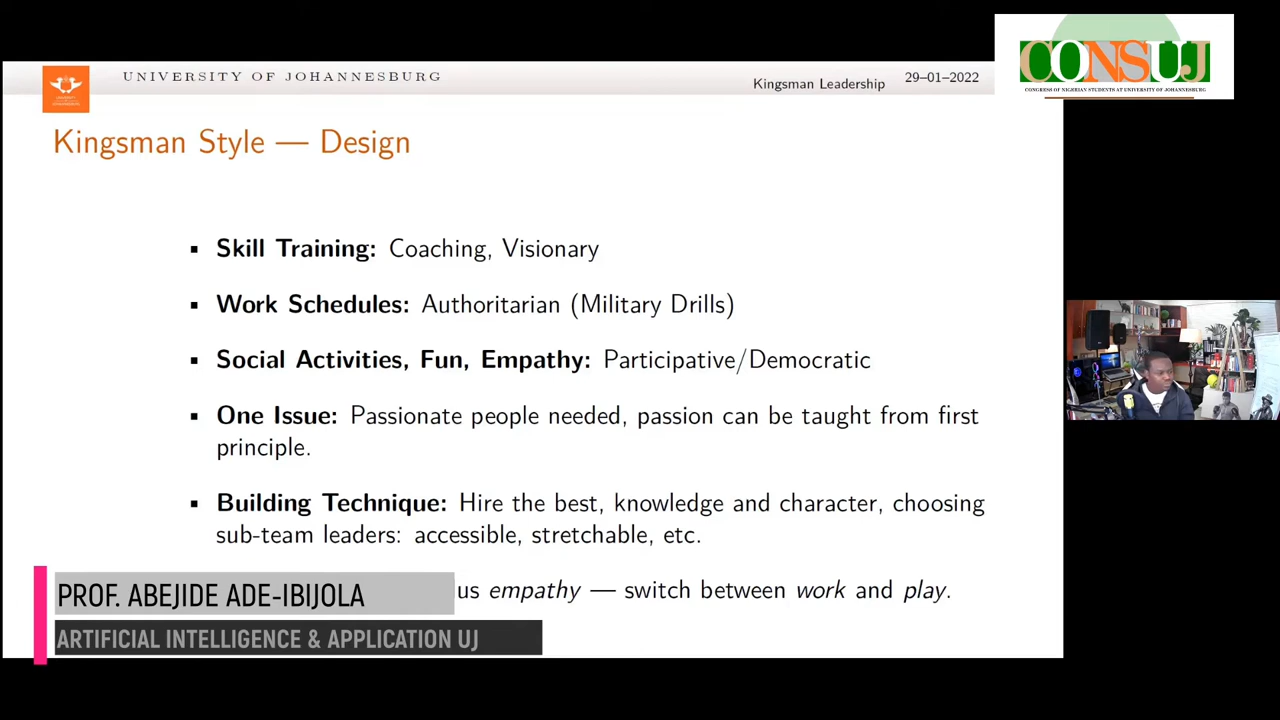 UNIVERSITY OF JOHANNESBURG
Kingsman Leadership
29–01–2022
CONSUJ
CONGRESS OF NIGERIAN STUDENTS AT UNIVERSITY OF JOHANNESBURG
Kingsman Style — Design
▪ Skill Training: Coaching, Visionary
▪ Work Schedules: Authoritarian (Military Drills)
▪ Social Activities, Fun, Empathy: Participative/Democratic
▪ One Issue: Passionate people needed, passion can be taught from first
principle.
▪ Building Technique: Hire the best, knowledge and character, choosing
sub-team leaders: accessible, stretchable, etc.
us empathy — switch between work and play.
PROF. ABEJIDE ADE-IBIJOLA
ARTIFICIAL INTELLIGENCE & APPLICATION UJ